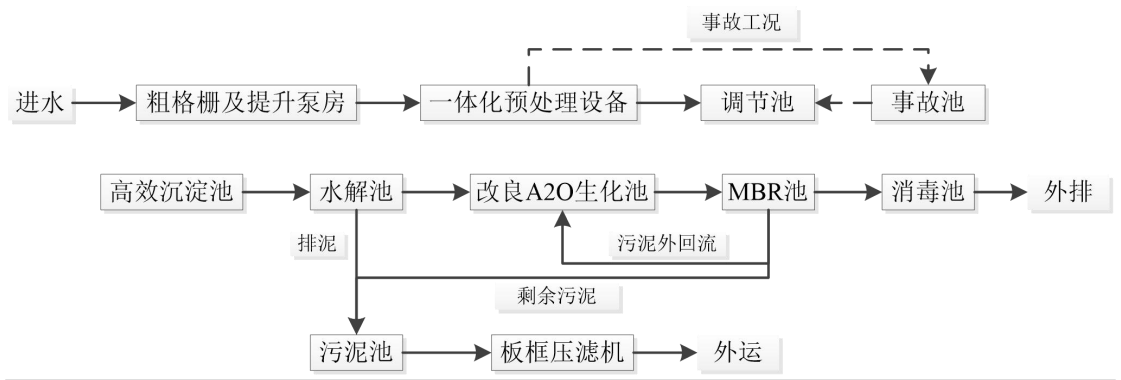 事故工况
进水
粗格栅及提升泵房
一体化预处理设备
调节池
事故池
高效沉淀池
水解池
改良A2O生化池
MBR池
消毒池
外排
排泥
污泥外回流
剩余污泥
污泥池
板框压滤机
外运